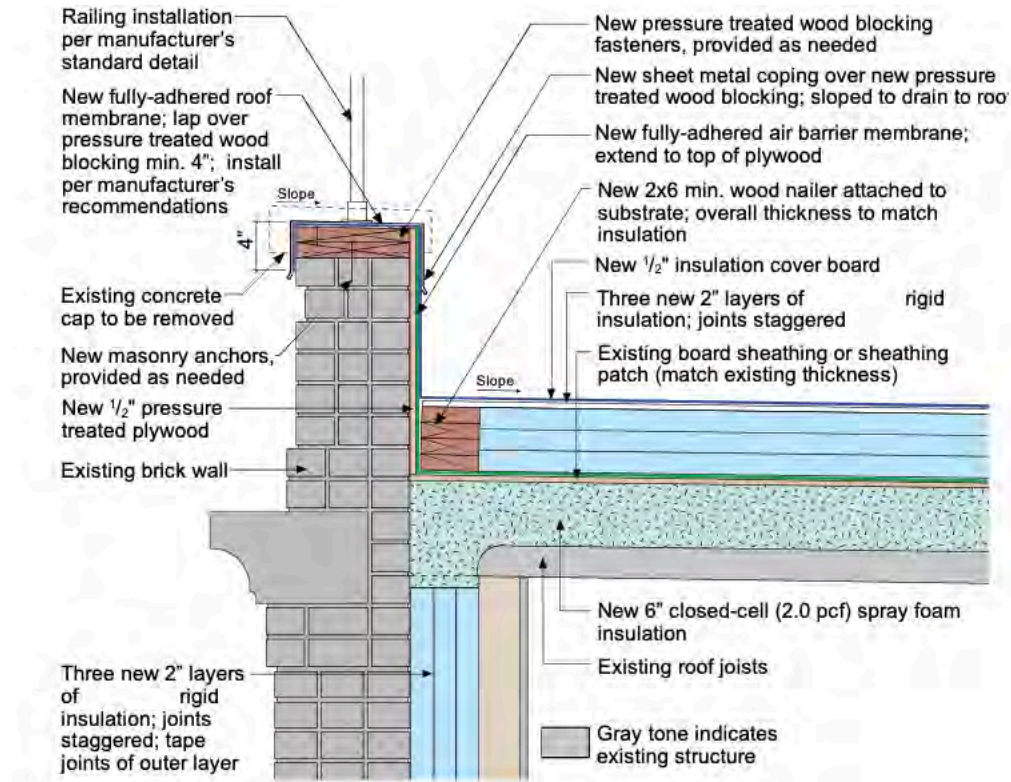 Railing installation
per manufacturer's
standard detail
New fully-adhered roof
membrane; lap over
pressure treated wood
blocking min. 4"; install
per manufacturer's
recommendations
Slope
4"
Existing concrete
cap to be removed
New masonry anchors,
provided as needed
New 1/2" pressure
treated plywood
Existing brick wall
Three new 2" layers
of rigid
insulation; joints
staggered; tape
joints of outer layer
New pressure treated wood blocking
fasteners, provided as needed
New sheet metal coping over new pressure
treated wood blocking; sloped to drain to roo
New fully-adhered air barrier membrane;
extend to top of plywood
New 2x6 min. wood nailer attached to
substrate; overall thickness to match
insulation
New 1/2" insulation cover board
Three new 2" layers of rigid
insulation; joints staggered
Existing board sheathing or sheathing
patch (match existing thickness)
Slope
New 6" closed-cell (2.0 pcf) spray foam
insulation
Existing roof joists
Gray tone indicates
existing structure